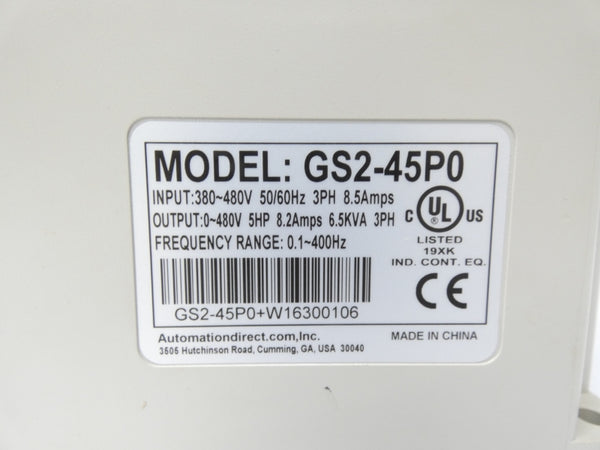 MODEL: GS2-45P0
INPUT:380~480V 50/60Hz 3PH 8.5Amps
OUTPUT:0~480V 5HP 8.2Amps 6.5KVA 3PH
FREQUENCY RANGE: 0.1~400Hz
C UL US
LISTED
19XK
IND. CONT. EQ.
CE
GS2-45P0+W16300106
Automationdirect.com,Inc.
3505 Hutchinson Road, Cumming, GA, USA 30040
MADE IN CHINA